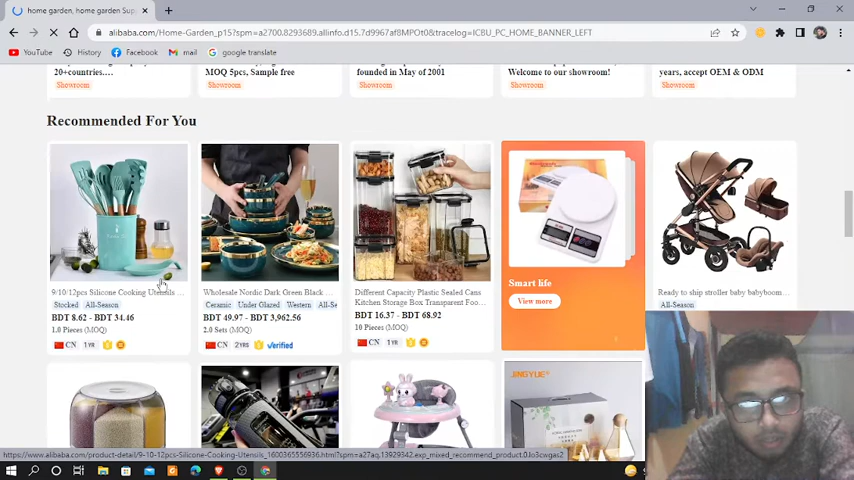 home garden, home garden Sup
alibaba.com/Home-Garden_p15?spm=a2700.8293689.allinfo.d15.7d9967af8MPOt0&tracelog=ICBU_PC_HOME_BANNER_LEFT
YouTube History Facebook mail google translate
20+countries.... MOQ 5pcs, Sample free founded in May of 2001 Welcome to our showroom! years, accept OEM & ODM
Showroom Showroom Showroom Showroom Showroom
Recommended For You
9/10/12pcs Silicone Cooking Utensils ...
Stocked All-Season
BDT 8.62 - BDT 34.46
1.0 Pieces (MOQ)
CN 1YR
Wholesale Nordic Dark Green Black ...
Ceramic Under Glazed Western All-Se
BDT 49.97 - BDT 3,962.56
2.0 Sets (MOQ)
CN 2YRS Verified
Different Capacity Plastic Sealed Cans
Kitchen Storage Box Transparent Foo...
BDT 16.37 - BDT 68.92
10 Pieces (MOQ)
CN 1YR
Smart life
View more
Ready to ship stroller baby babyboom...
All-Season
JINGYUE
https://www.alibaba.com/product-detail/9-10-12pcs-Silicone-Cooking-Utensils_1600365556936.html?spm=a27aq.13929342.exp_mixed_recommend_product.0.lo3cwgas2